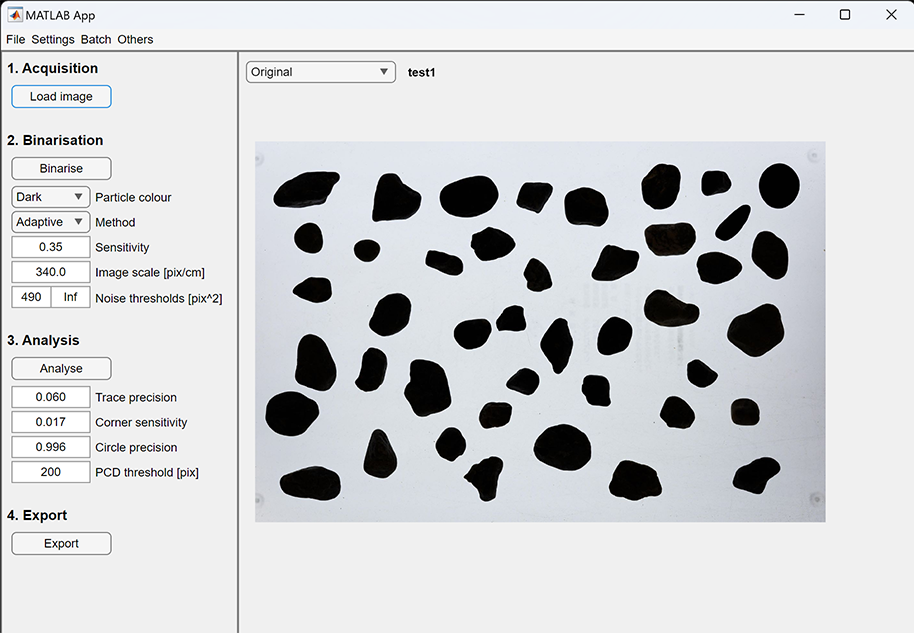 MATLAB App
File Settings Batch Others
1. Acquisition
Load image
2. Binarisation
Binarise
Dark Particle colour
Adaptive Method
0.35 Sensitivity
340.0 Image scale [pix/cm]
490 Inf Noise thresholds [pix^2]
3. Analysis
Analyse
0.060 Trace precision
0.017 Corner sensitivity
0.996 Circle precision
200 PCD threshold [pix]
4. Export
Export
Original test1